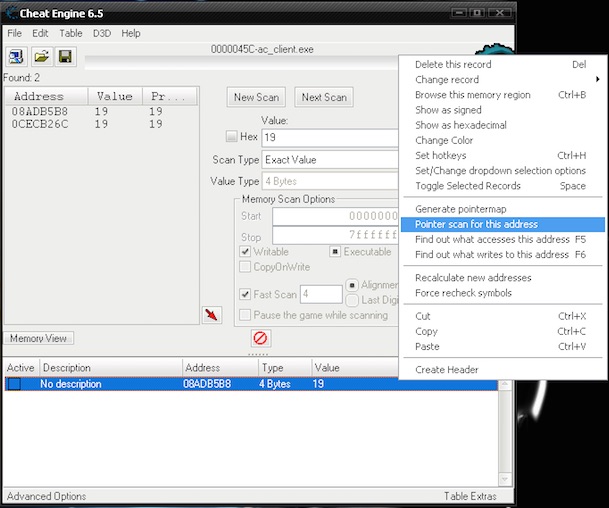 Cheat Engine 6.5
File Edit Table D3D Help
0000045C-ac_client.exe
Found: 2
Address Value Pr...
08ADB5B8 19 19
0CECB26C 19 19
New Scan Next Scan
Value:
Hex 19
Scan Type Exact Value
Value Type 4 Bytes
Memory Scan Options
Start 0000000
Stop 7ffffff
Writable Executable
CopyOnWrite
Fast Scan 4 Alignmen
Last Digi
Pause the game while scanning
Memory View
Active Description Address Type Value
No description 08ADB5B8 4 Bytes 19
Advanced Options Table Extras
Delete this record Del
Change record
Browse this memory region Ctrl+B
Show as signed
Show as hexadecimal
Change Color
Set hotkeys Ctrl+H
Set/Change dropdown selection options
Toggle Selected Records Space
Generate pointermap
Pointer scan for this address
Find out what accesses this address F5
Find out what writes to this address F6
Recalculate new addresses
Force recheck symbols
Cut Ctrl+X
Copy Ctrl+C
Paste Ctrl+V
Create Header